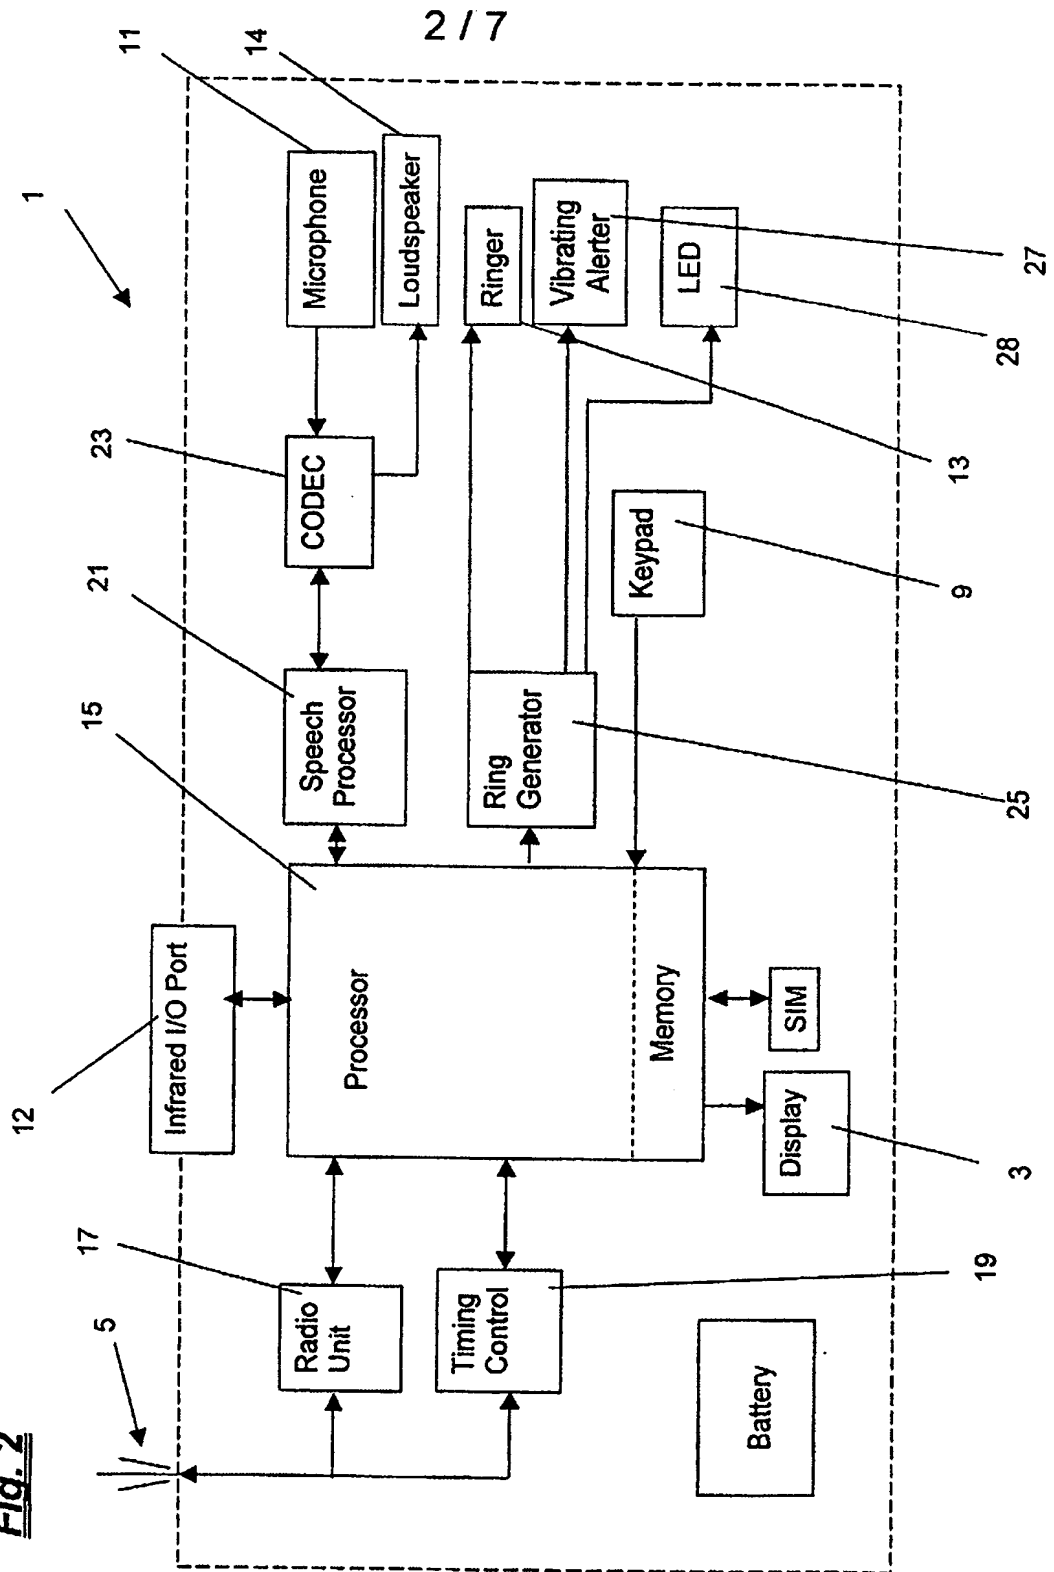 2 / 7
Fig. 2
1
5
17
12
15
21
23
11
14
Infrared I/O Port
Microphone
Loudspeaker
CODEC
Speech
Processor
Radio
Unit
Processor
Ringer
Vibrating
Alerter
LED
Ring
Generator
Timing
Control
Keypad
Memory
SIM
Display
Battery
19
3
25
9
13
28
27